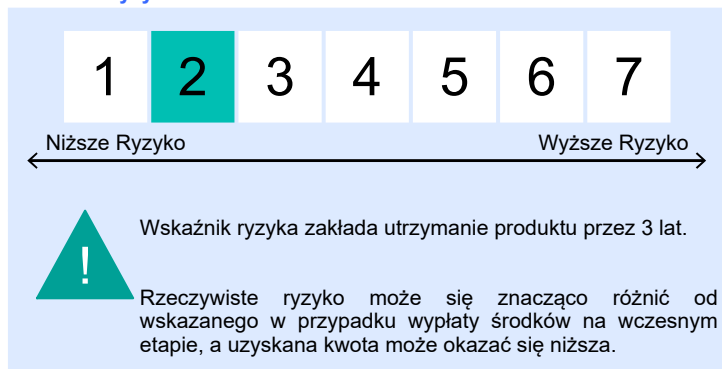 1 2 3 4 5 6 7
Niższe Ryzyko Wyższe Ryzyko
! Wskaźnik ryzyka zakłada utrzymanie produktu przez 3 lat.
Rzeczywiste ryzyko może się znacząco różnić od
wskazanego w przypadku wypłaty środków na wczesnym
etapie, a uzyskana kwota może okazać się niższa.